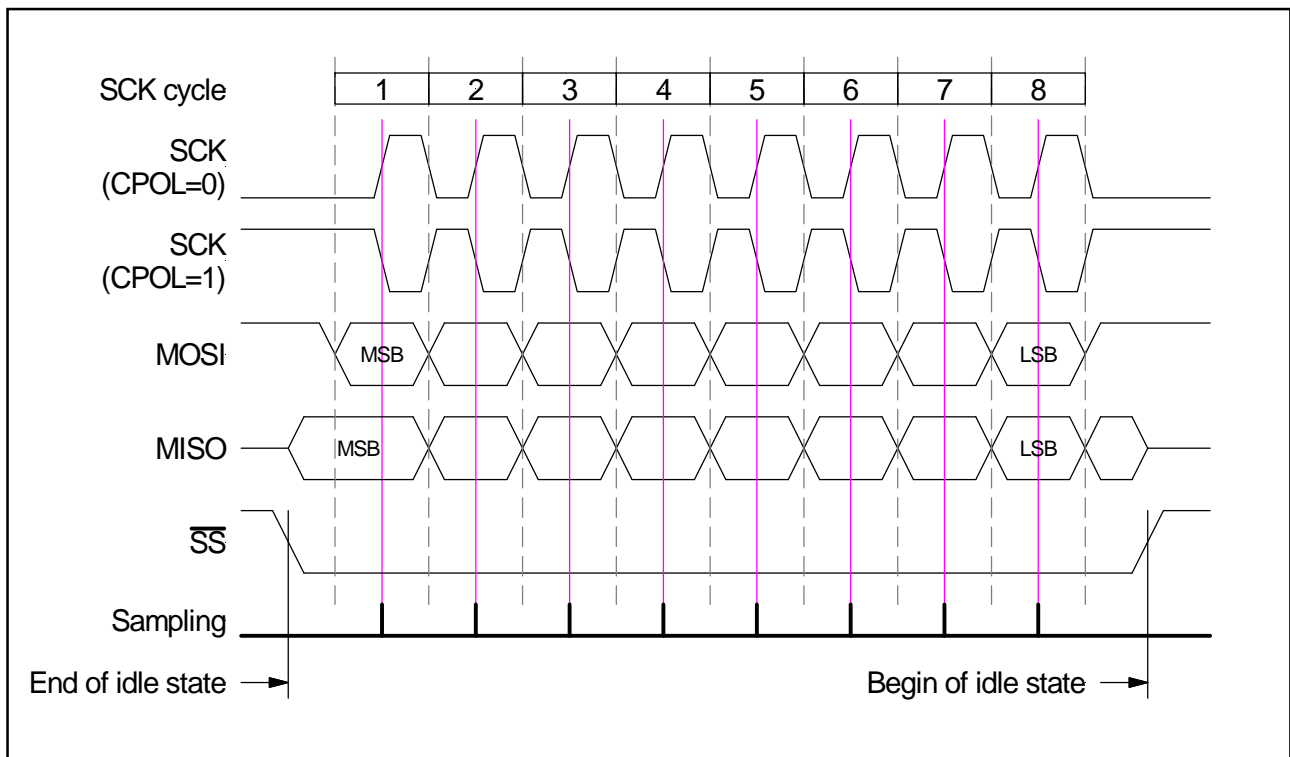 SCK cycle 1 2 3 4 5 6 7 8
SCK
(CPOL=0)
SCK
(CPOL=1)
MOSI MSB LSB
MISO MSB LSB
SS
Sampling
End of idle state Begin of idle state